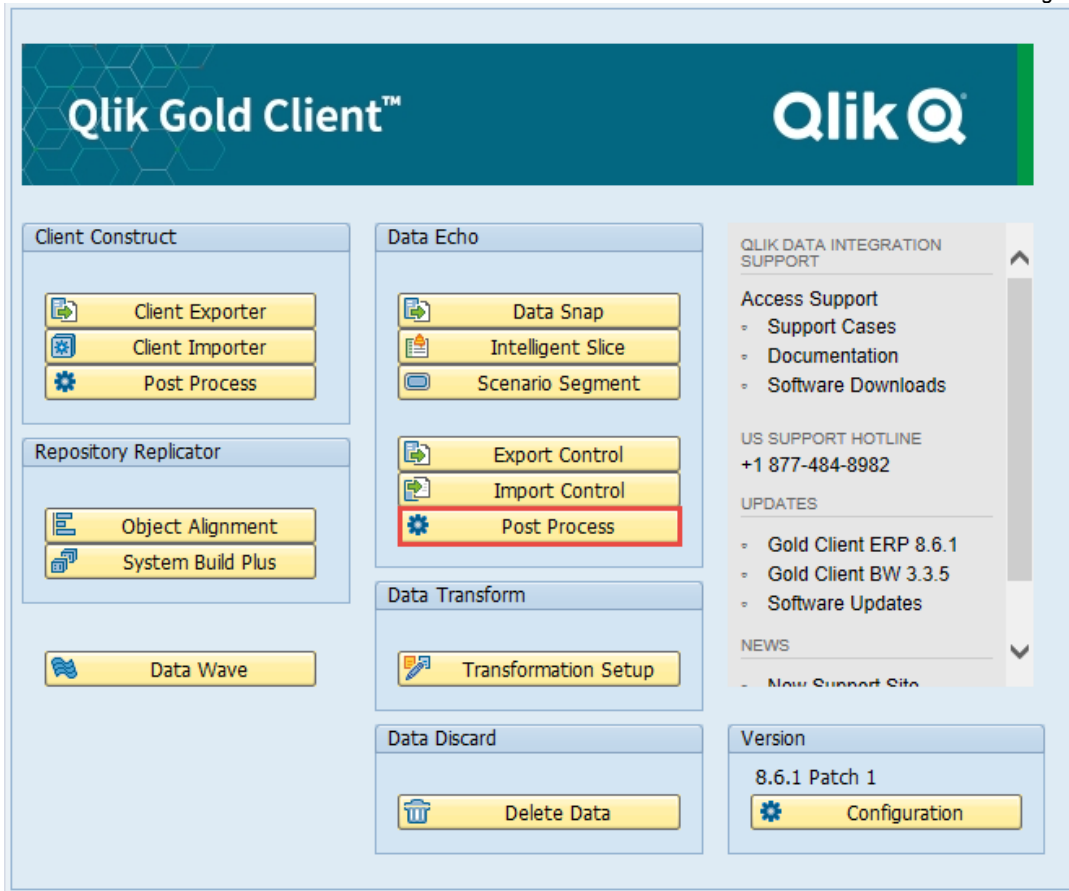 Qlik Gold Client™
Qlik
Client Construct
Client Exporter
Client Importer
Post Process
Repository Replicator
Object Alignment
System Build Plus
Data Wave
Data Echo
Data Snap
Intelligent Slice
Scenario Segment
Export Control
Import Control
Post Process
Data Transform
Transformation Setup
Data Discard
Delete Data
QLIK DATA INTEGRATION
SUPPORT
Access Support
Support Cases
Documentation
Software Downloads
US SUPPORT HOTLINE
+1 877-484-8982
UPDATES
Gold Client ERP 8.6.1
Gold Client BW 3.3.5
Software Updates
NEWS
New Support Site
Version
8.6.1 Patch 1
Configuration